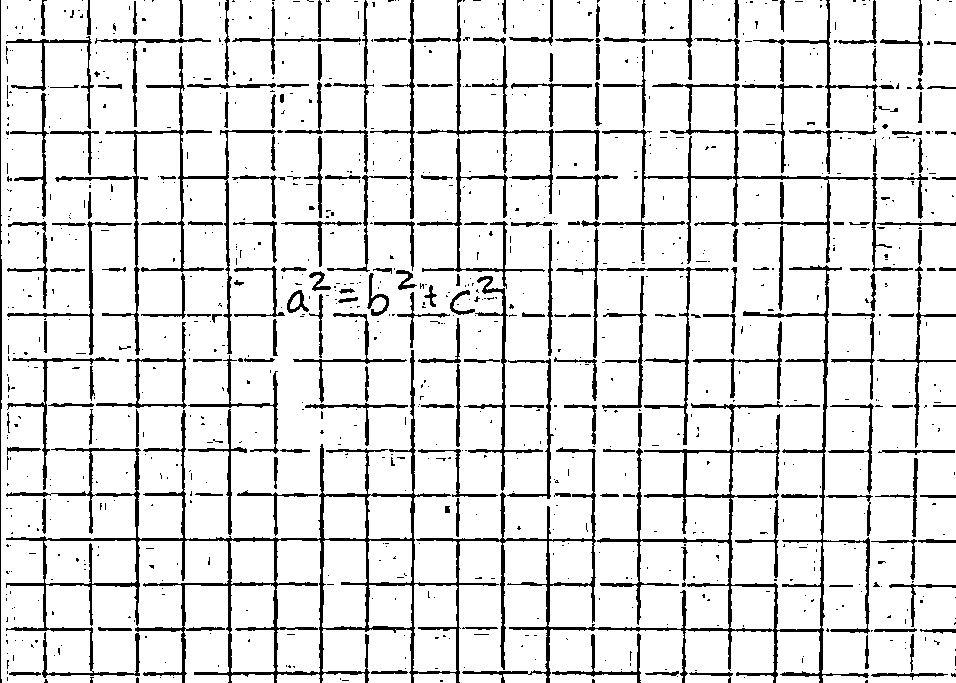 a² = b² + c²